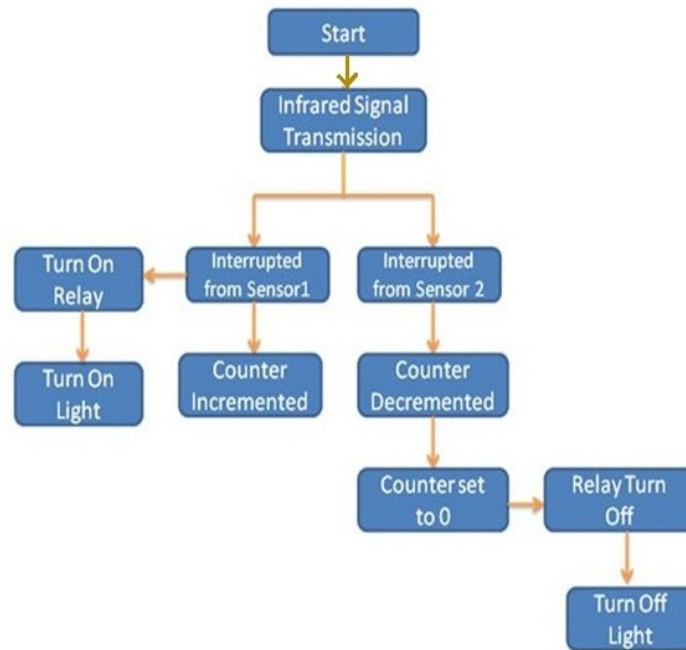 Start
Infrared Signal
Transmission
Turn On
Relay
Interrupted
from Sensor1
Interrupted
from Sensor 2
Turn On
Light
Counter
Incremented
Counter
Decremented
Counter set
to 0
Relay Turn
Off
Turn Off
Light